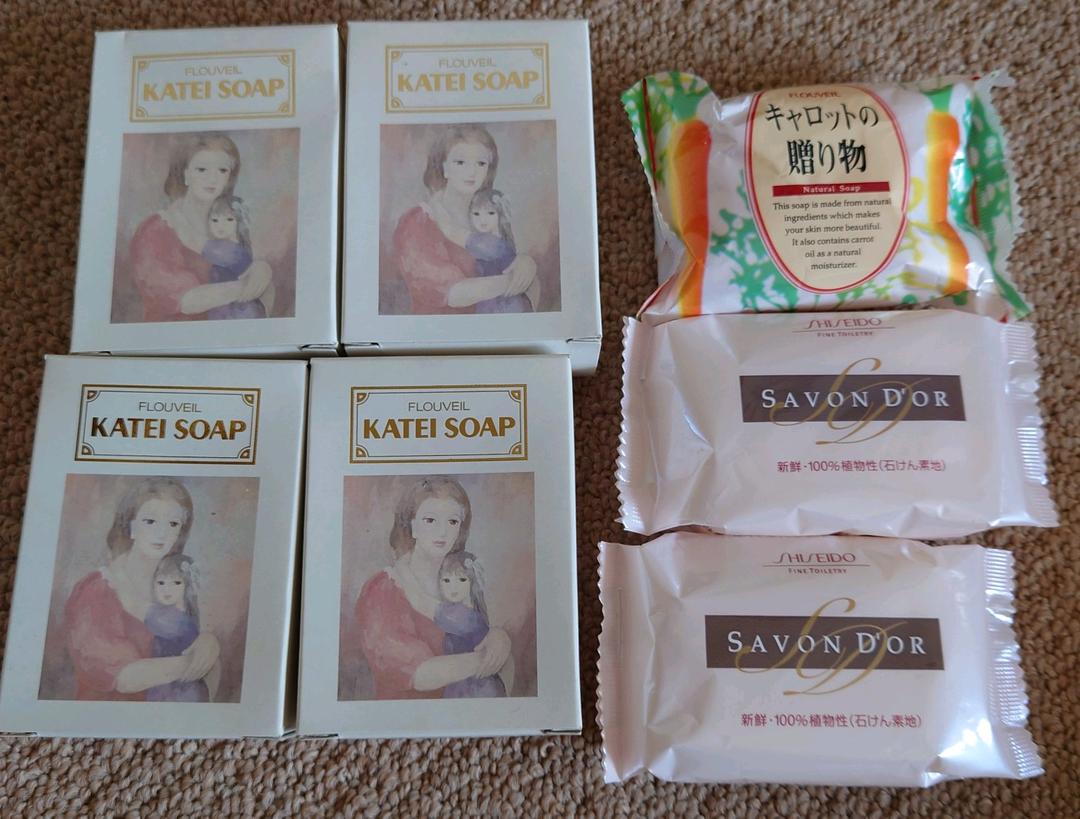 FLOUVEIL
KATEI SOAP
FLOUVEIL
KATEI SOAP
FLOUVEIL
KATEI SOAP
FLOUVEIL
KATEI SOAP
FLOUVEIL
キャロットの
贈り物
Natural Soap
This soap is made from natural
ingredients which makes
your skin more beautiful.
It also contains carrot
oil as a natural
moisturizer.
SHISEIDO
FINE TOILETRY
SAVON D'OR
新鮮・100%植物性(石けん素地)
SHISEIDO
FINE TOILETRY
SAVON D'OR
新鮮・100%植物性(石けん素地)